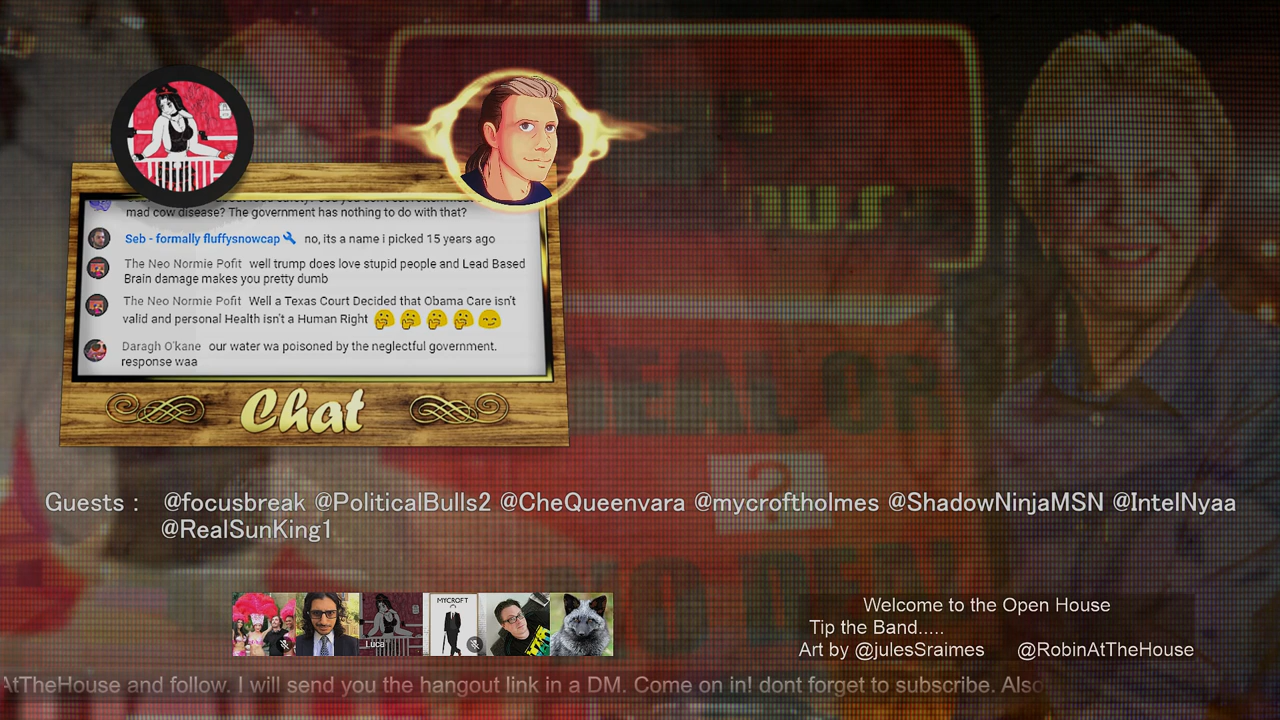 mad cow disease? The government has nothing to do with that?
Seb - formally fluffysnowcap no, its a name i picked 15 years ago
The Neo Normie Pofit well trump does love stupid people and Lead Based
Brain damage makes you pretty dumb
The Neo Normie Pofit Well a Texas Court Decided that Obama Care isn't
valid and personal Health isn't a Human Right 🤔🤔🤔🤔😏
Daragh O'kane our water wa poisoned by the neglectful government.
response waa
Chat
DEAL OR
?
NO DEAL
Guests : @focusbreak @PoliticalBulls2 @CheQueenvara @mycroftholmes @ShadowNinjaMSN @IntelNyaa
@RealSunKing1
MYCROFT
Luca
Welcome to the Open House
Tip the Band.....
Art by @julesSraimes @RobinAtTheHouse
AtTheHouse and follow. I will send you the hangout link in a DM. Come on in! dont forget to subscribe. Also